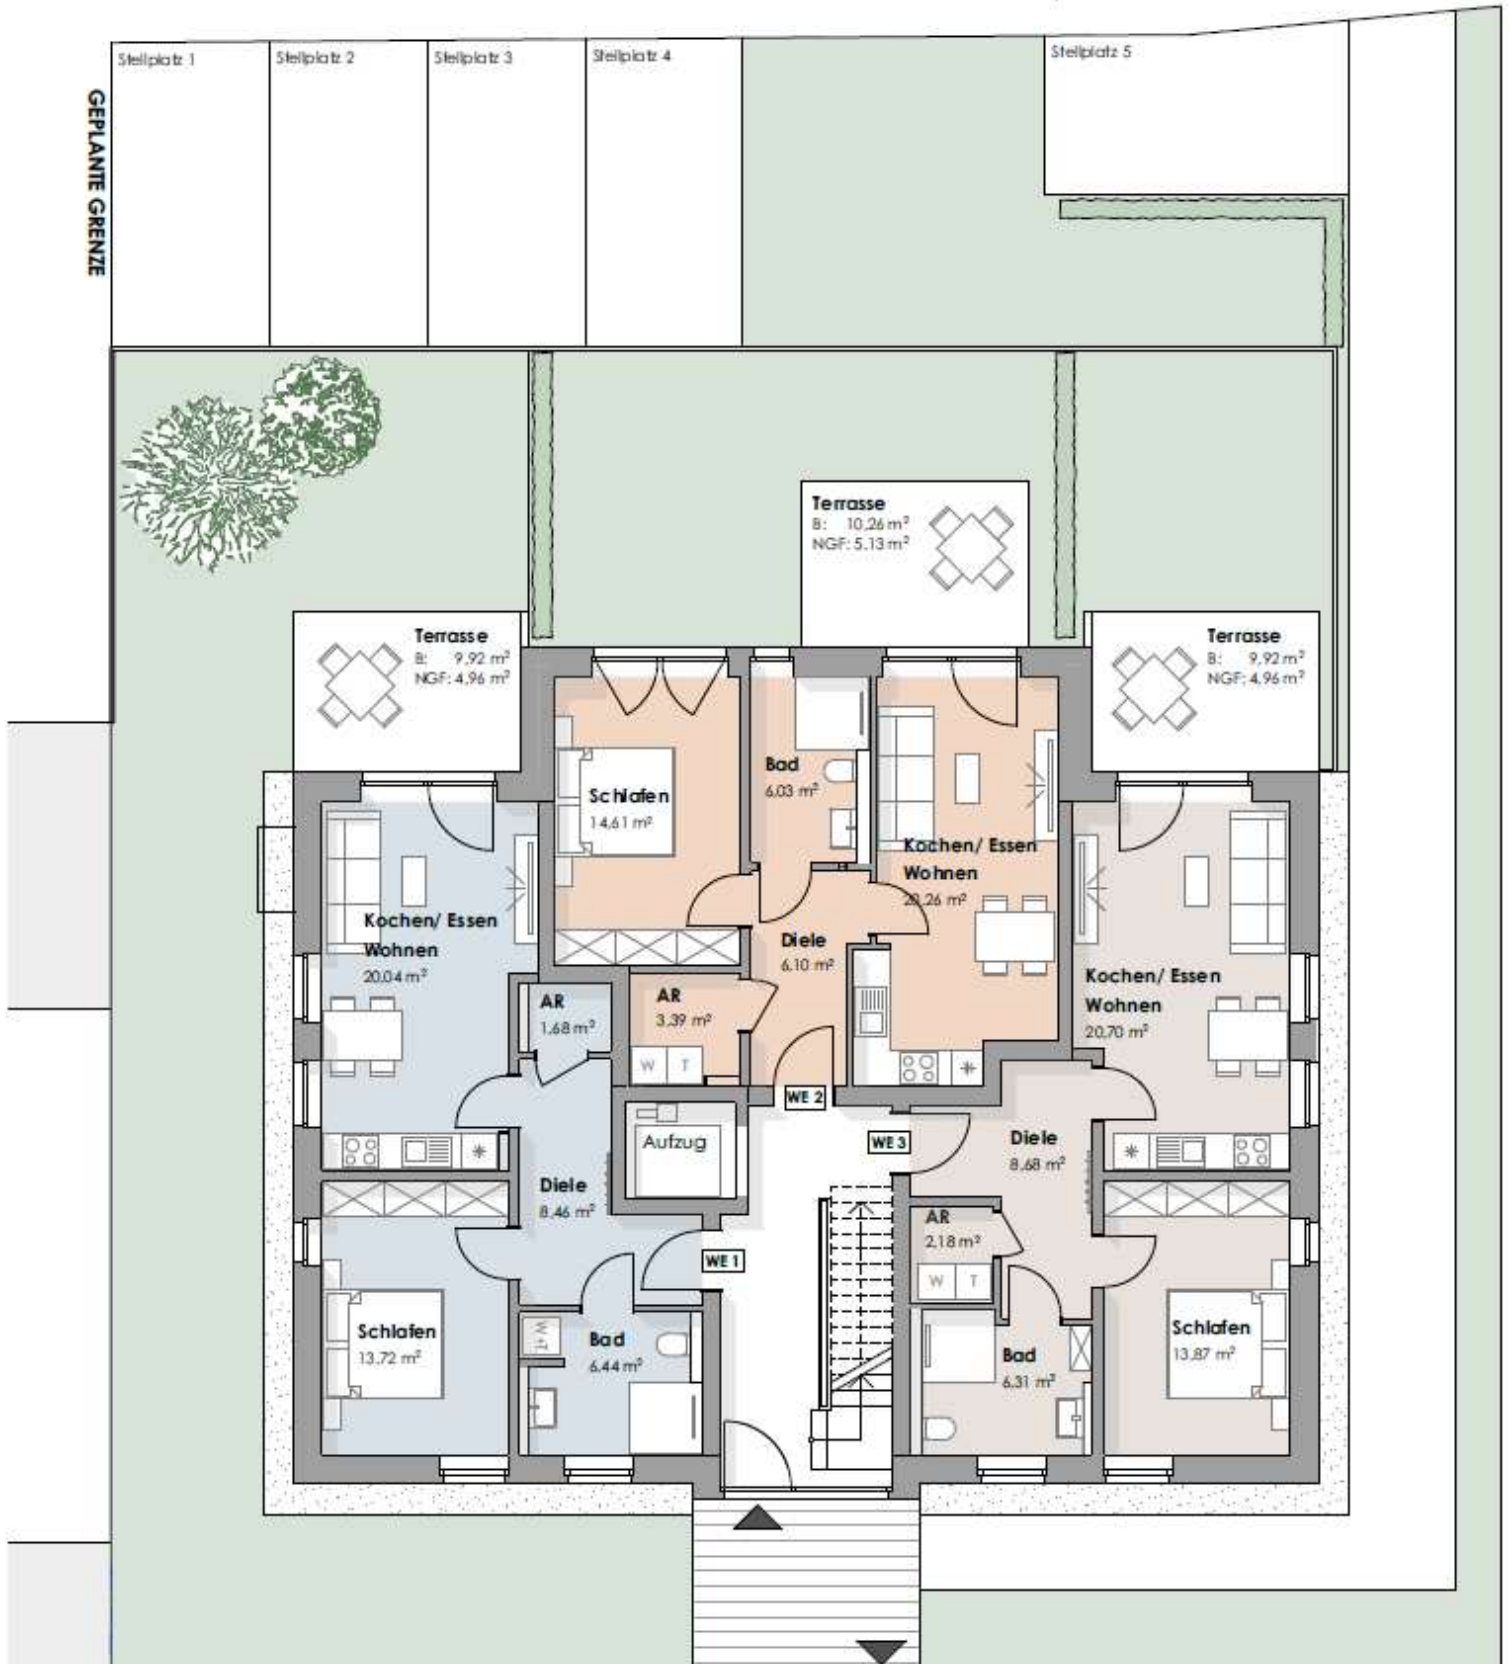 Stellplatz 1
Stellplatz 2
Stellplatz 3
Stellplatz 4
Stellplatz 5
GEPLANTE GRENZE
Terrasse
B: 10,26 m²
NGF: 5,13 m²
Terrasse
B: 9,92 m²
NGF: 4,96 m²
Terrasse
B: 9,92 m²
NGF: 4,96 m²
Schlafen
14,61 m²
Bad
6,03 m²
Kochen/ Essen
Wohnen
20,26 m²
Kochen/ Essen
Wohnen
20,04 m²
Diele
6,10 m²
Kochen/ Essen
Wohnen
20,70 m²
AR
1,68 m²
AR
3,39 m²
W T
WE 2
Aufzug
WE 3
Diele
8,68 m²
Diele
8,46 m²
AR
2,18 m²
W T
WE 1
Schlafen
13,72 m²
W+T
Bad
6,44 m²
Bad
6,31 m²
Schlafen
13,87 m²